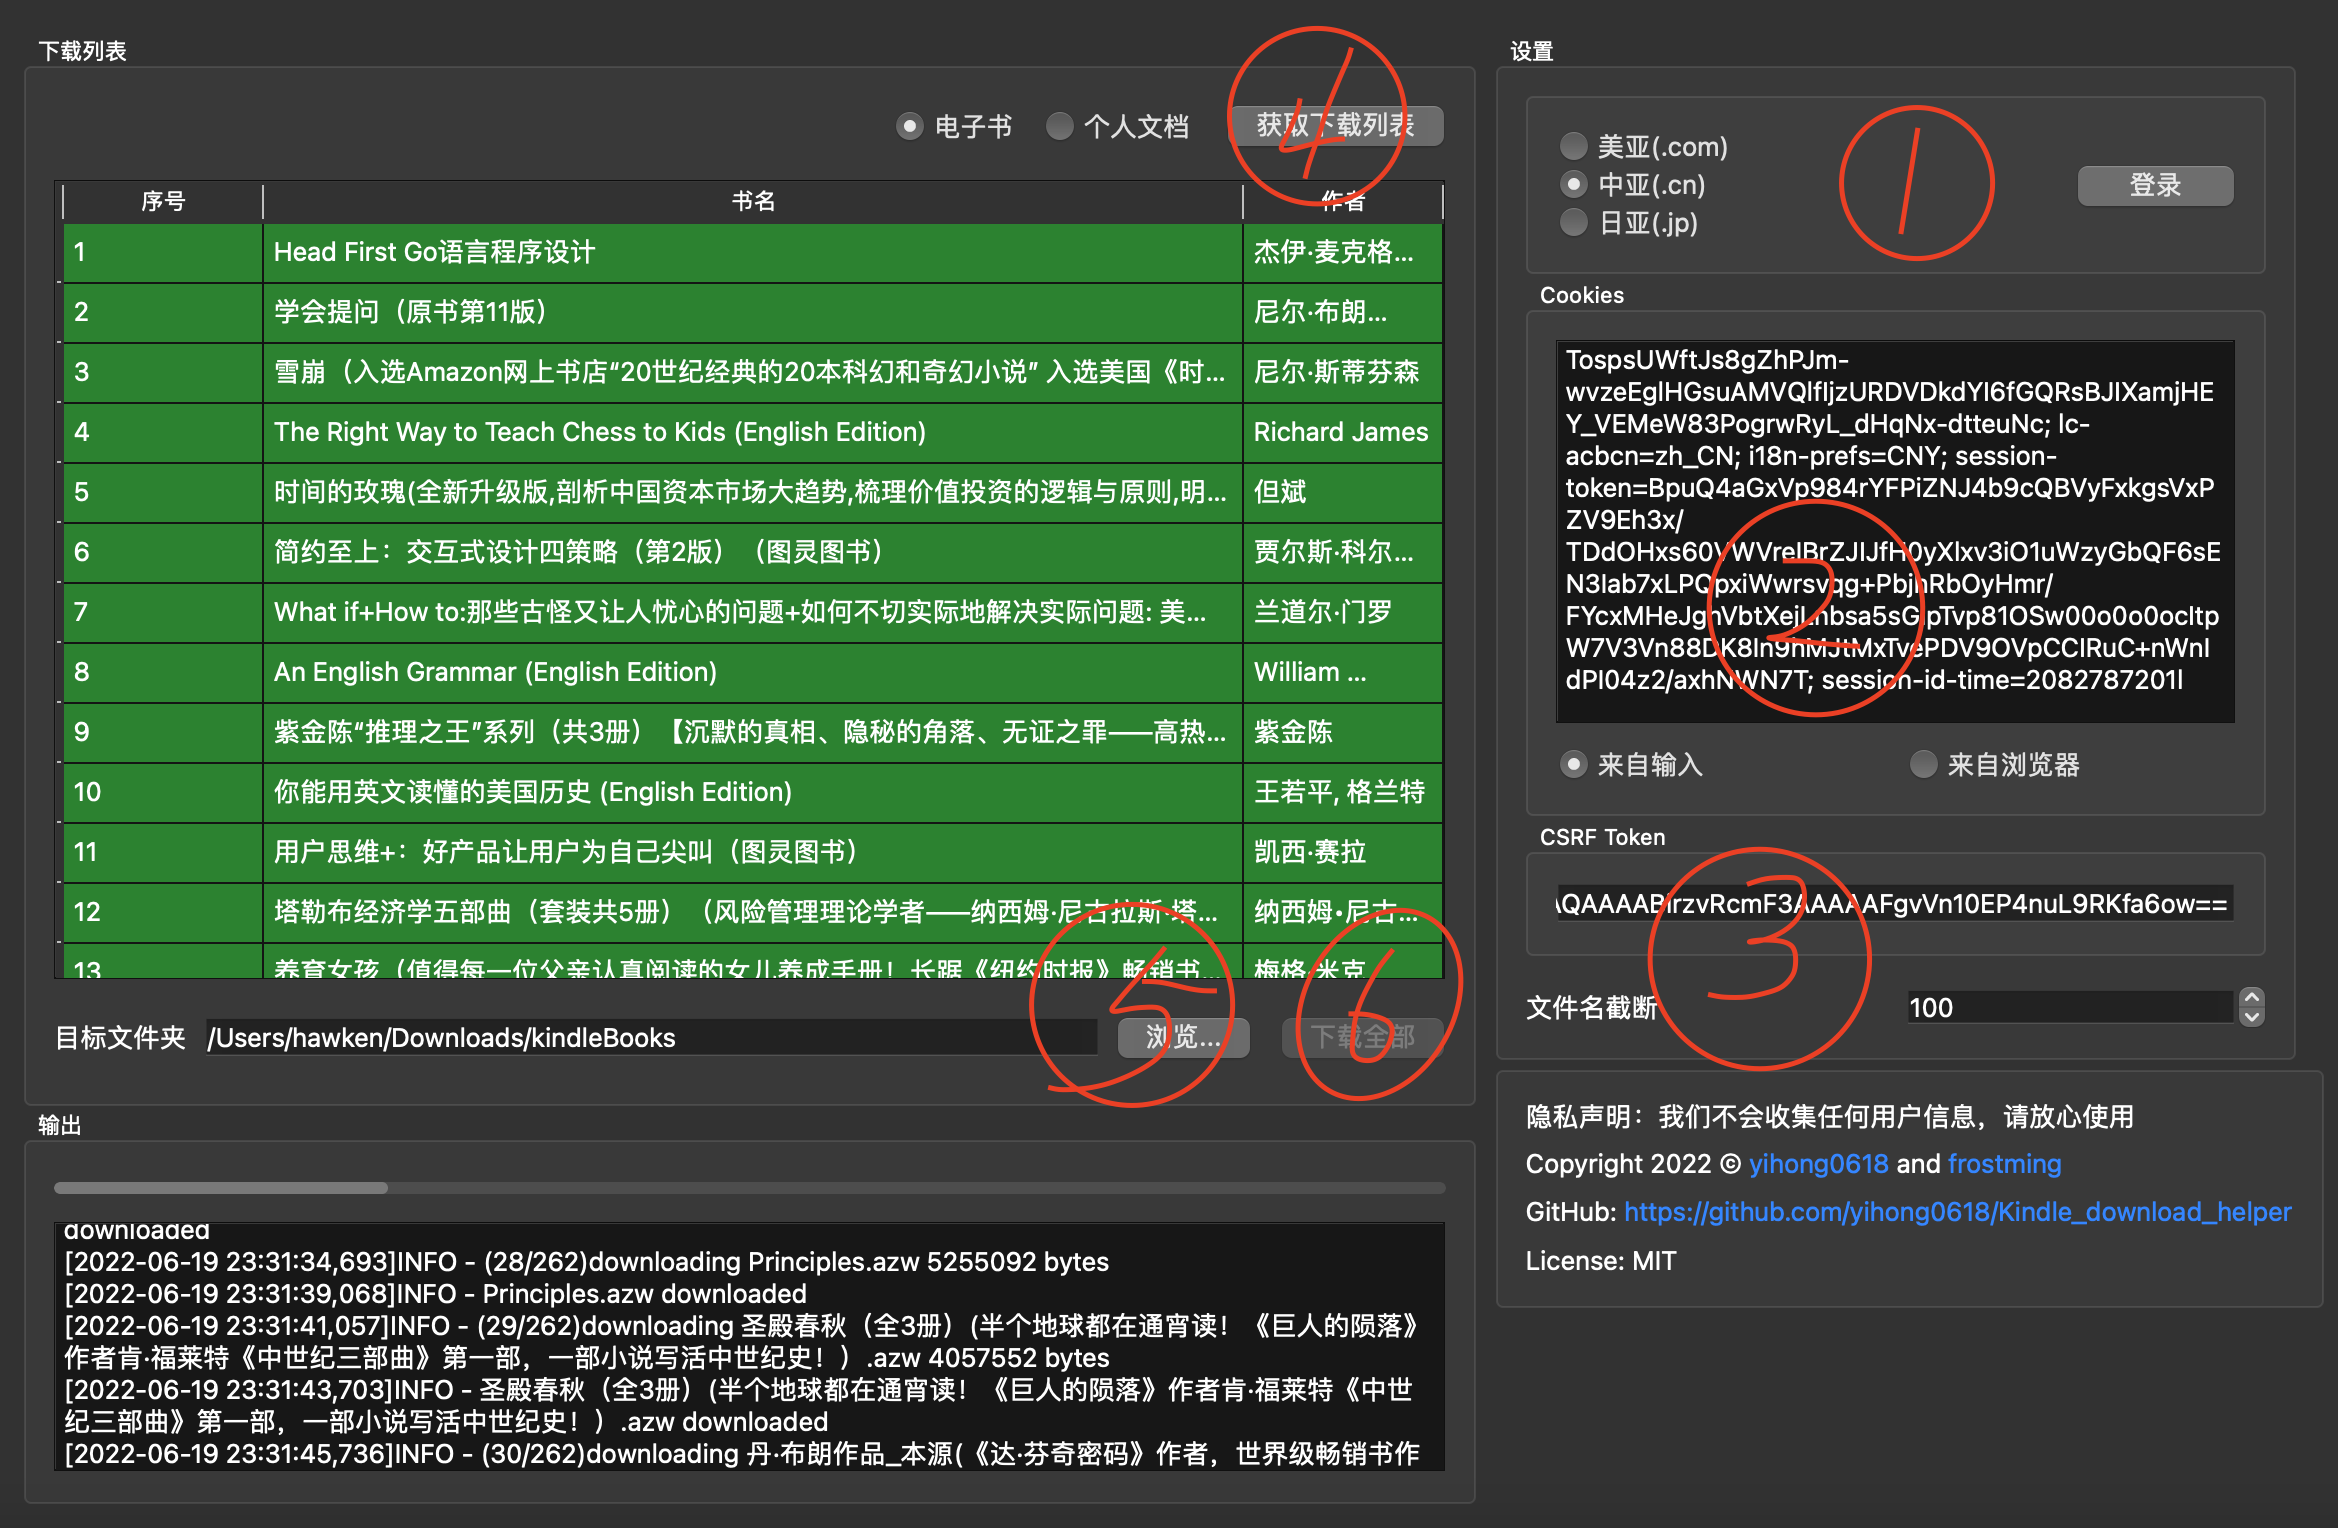 下载列表
电子书 个人文档 获取下载列表
4
序号 书名 作者
1 Head First Go语言程序设计 杰伊·麦克格...
2 学会提问（原书第11版） 尼尔·布朗...
3 雪崩（入选Amazon网上书店“20世纪经典的20本科幻和奇幻小说” 入选美国《时... 尼尔·斯蒂芬森
4 The Right Way to Teach Chess to Kids (English Edition) Richard James
5 时间的玫瑰(全新升级版,剖析中国资本市场大趋势,梳理价值投资的逻辑与原则,明... 但斌
6 简约至上：交互式设计四策略（第2版）（图灵图书） 贾尔斯·科尔...
7 What if+How to:那些古怪又让人忧心的问题+如何不切实际地解决实际问题: 美... 兰道尔·门罗
8 An English Grammar (English Edition) William ...
9 紫金陈“推理之王”系列（共3册）【沉默的真相、隐秘的角落、无证之罪——高热... 紫金陈
10 你能用英文读懂的美国历史 (English Edition) 王若平, 格兰特
11 用户思维+：好产品让用户为自己尖叫（图灵图书） 凯西·赛拉
12 塔勒布经济学五部曲（套装共5册）（风险管理理论学者——纳西姆·尼古拉斯·塔... 纳西姆•尼古...
13 养育女孩（值得每一位父亲认真阅读的女儿养成手册！长踞《纽约时报》畅销书... 梅格·米克
目标文件夹 /Users/hawken/Downloads/kindleBooks 浏览... 下载全部
5 6
输出
downloaded
[2022-06-19 23:31:34,693]INFO - (28/262)downloading Principles.azw 5255092 bytes
[2022-06-19 23:31:39,068]INFO - Principles.azw downloaded
[2022-06-19 23:31:41,057]INFO - (29/262)downloading 圣殿春秋（全3册）(半个地球都在通宵读！《巨人的陨落》
作者肯·福莱特《中世纪三部曲》第一部，一部小说写活中世纪史！）.azw 4057552 bytes
[2022-06-19 23:31:43,703]INFO - 圣殿春秋（全3册）(半个地球都在通宵读！《巨人的陨落》作者肯·福莱特《中世
纪三部曲》第一部，一部小说写活中世纪史！）.azw downloaded
[2022-06-19 23:31:45,736]INFO - (30/262)downloading 丹·布朗作品_本源(《达·芬奇密码》作者，世界级畅销书作
设置
美亚(.com)
中亚(.cn)
日亚(.jp)
1
登录
Cookies
TospsUWftJs8gZhPJm-
wvzeEglHGsuAMVQlfIjzURDVDkdYI6fGQRsBJIXamjHE
Y_VEMeW83PogrwRyL_dHqNx-dtteuNc; lc-
acbcn=zh_CN; i18n-prefs=CNY; session-
token=BpuQ4aGxVp984rYFPiZNJ4b9cQBVyFxkgsVxP
ZV9Eh3x/
N3lab7xLPQpxiWwrsvqg+PbjnRbOyHmr/
dPl04z2/axhNWN7T; session-id-time=2082787201l
2
来自输入 来自浏览器
CSRF Token
QAAAABirzvRcmF3AAAAAFgvVn10EP4nuL9RKfa6ow==
3
文件名截断 100
隐私声明：我们不会收集任何用户信息，请放心使用
Copyright 2022 © yihong0618 and frostming
GitHub: https://github.com/yihong0618/Kindle_download_helper
License: MIT